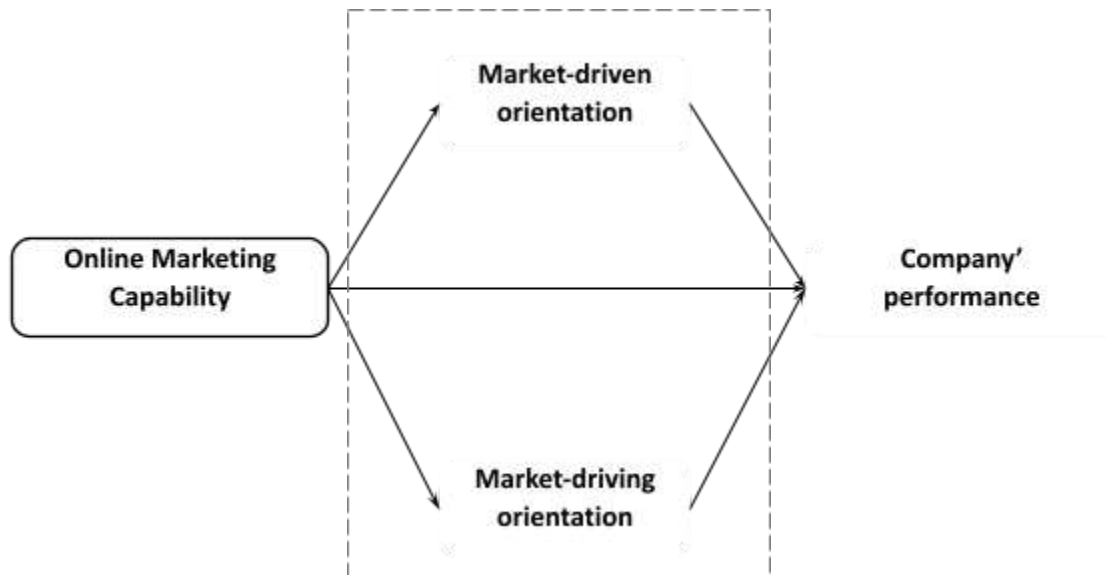 Market-driven
orientation
Online Marketing
Capability
Company'
performance
Market-driving
orientation